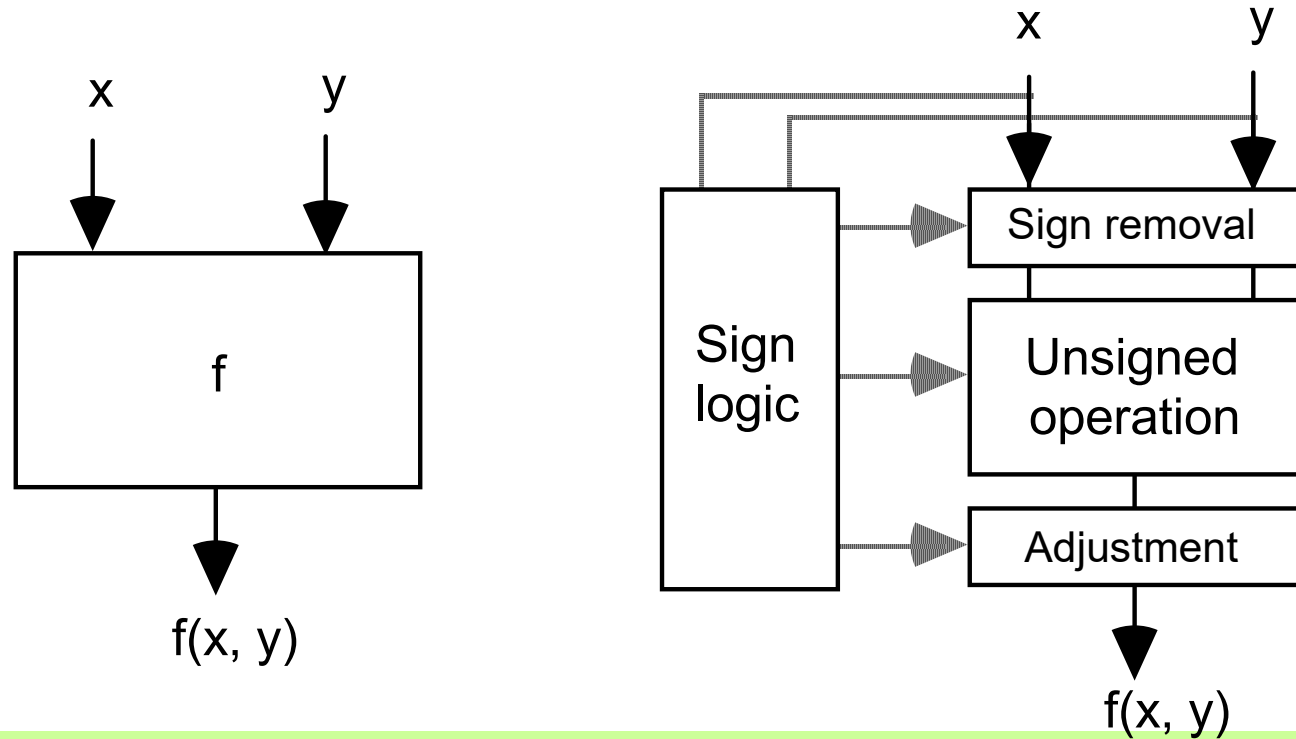 x y
f
f(x, y)
x y
Sign removal
Sign
logic
Unsigned
operation
Adjustment
f(x, y)